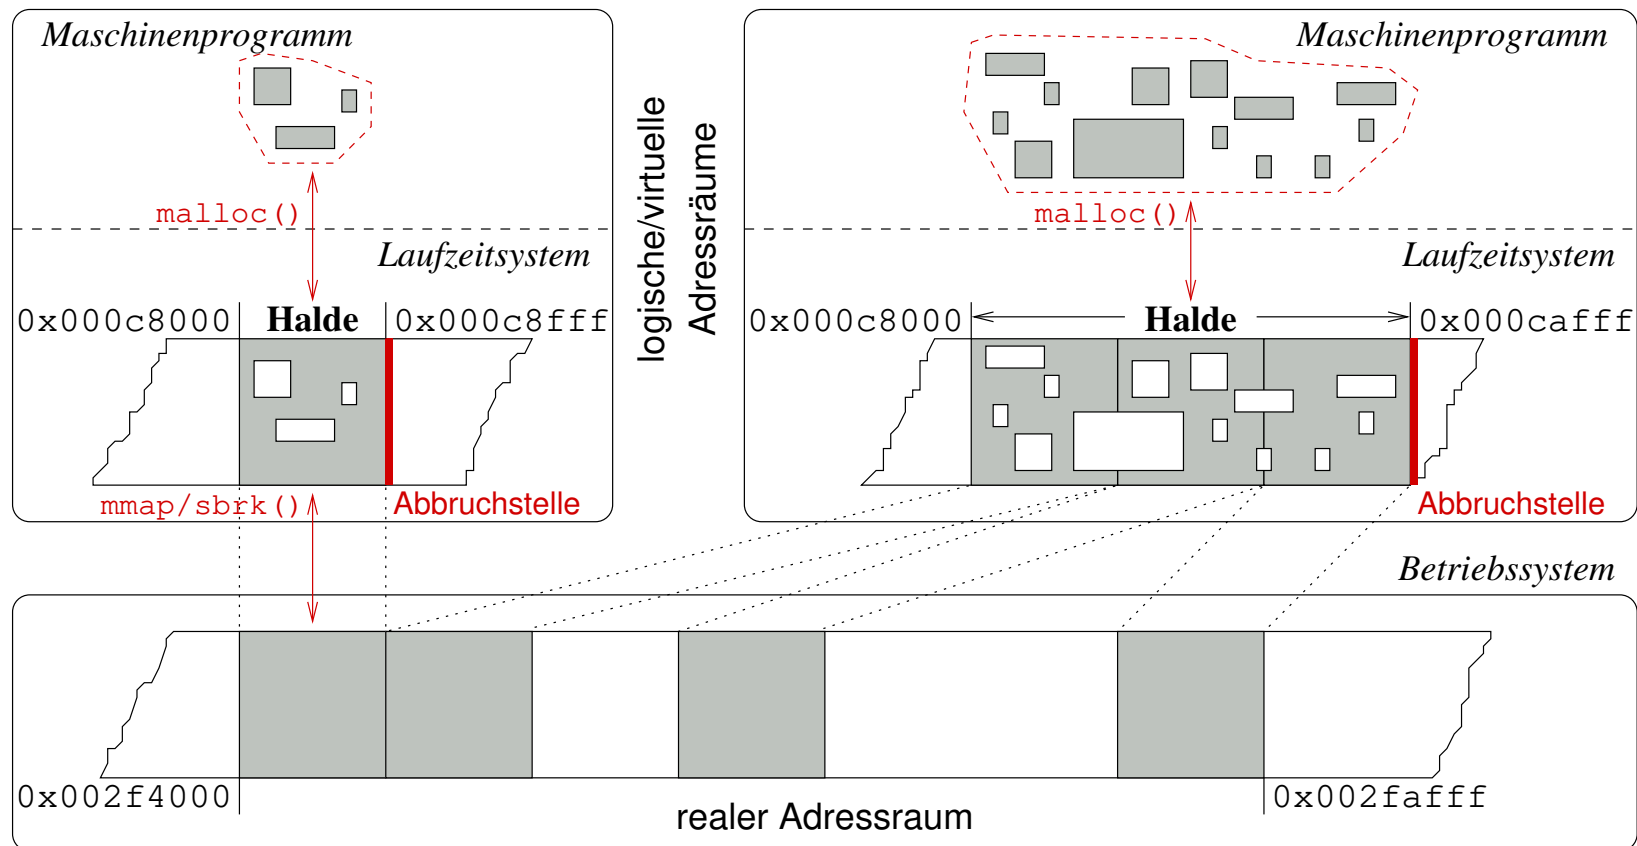 Maschinenprogramm
malloc()
Laufzeitsystem
0x000c8000
Halde
0x000c8fff
mmap/sbrk()
Abbruchstelle
logische/virtuelle
Adressräume
Maschinenprogramm
malloc()
Laufzeitsystem
0x000c8000
Halde
0x000cafff
Abbruchstelle
Betriebssystem
0x002f4000
realer Adressraum
0x002fafff